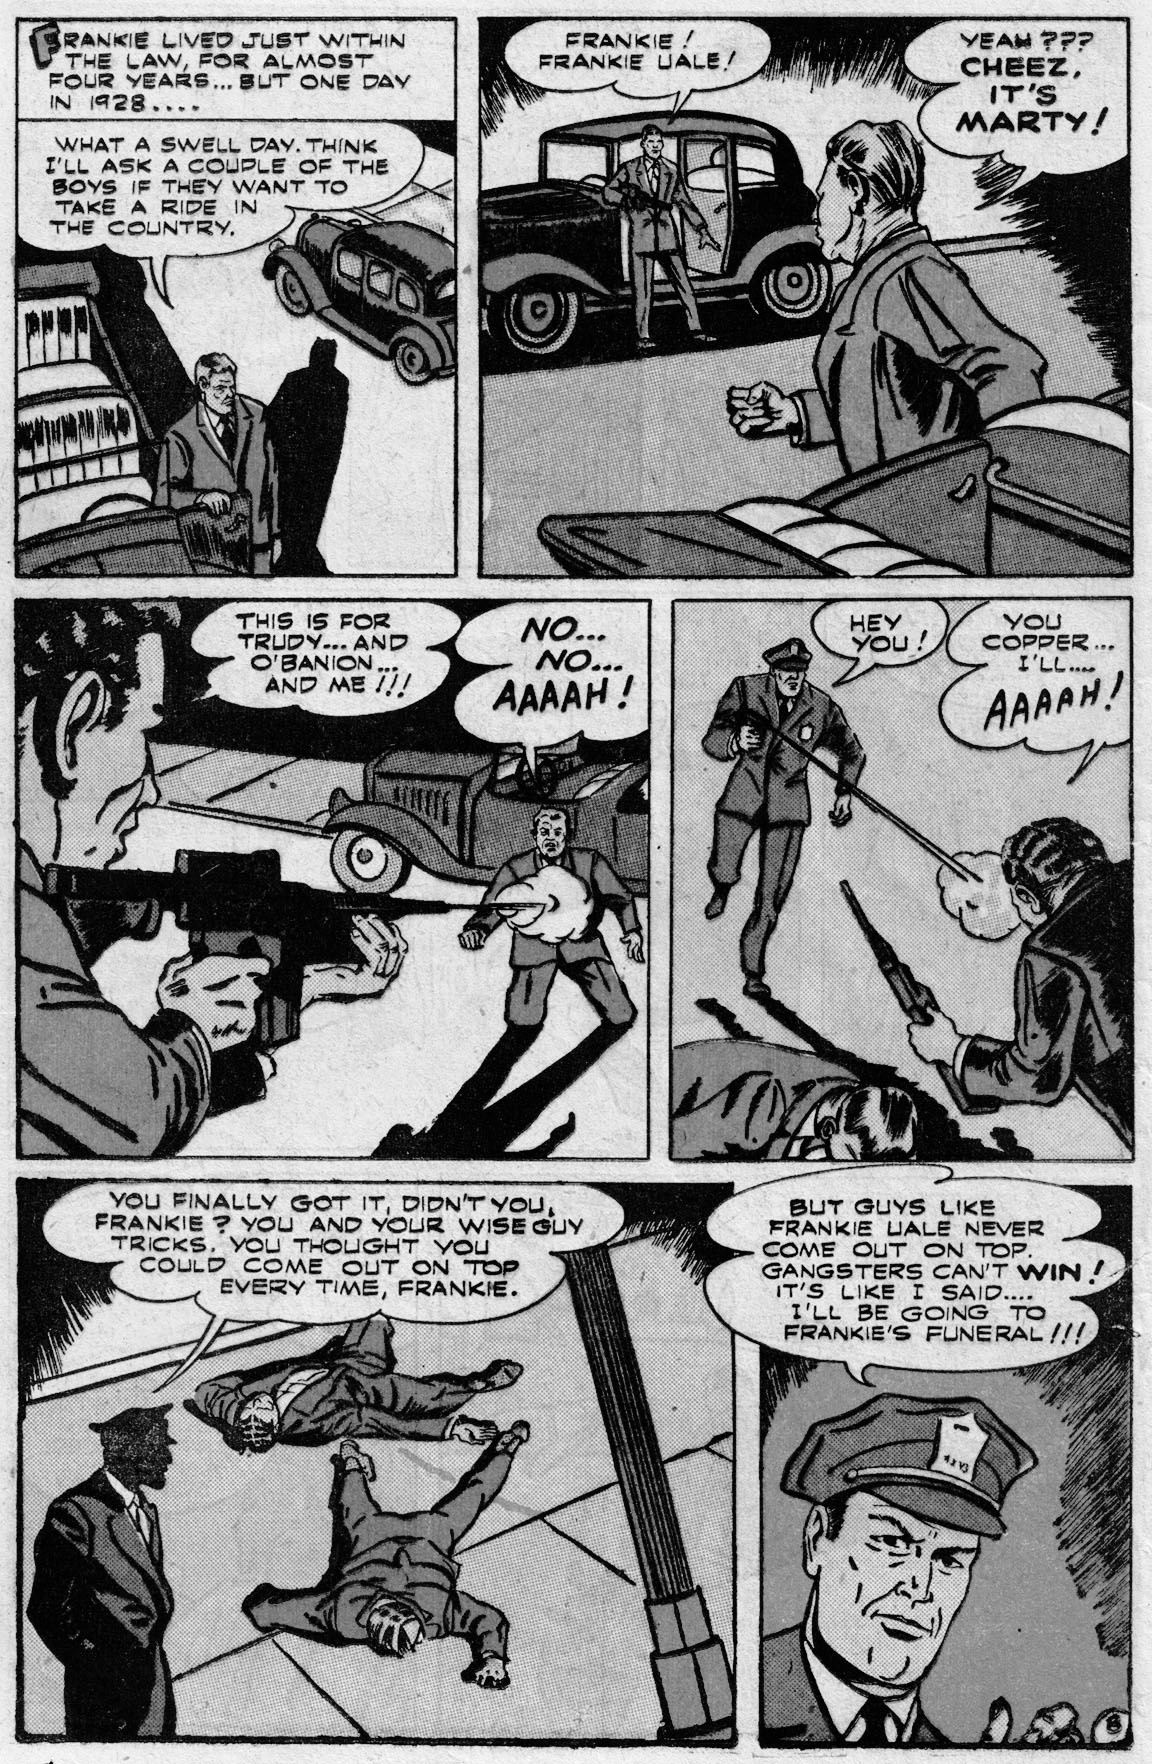 FRANKIE LIVED JUST WITHIN
THE LAW, FOR ALMOST
FOUR YEARS... BUT ONE DAY
IN 1928....
WHAT A SWELL DAY. THINK
I'LL ASK A COUPLE OF THE
BOYS IF THEY WANT TO
TAKE A RIDE IN
THE COUNTRY.
FRANKIE!
FRANKIE UALE!
YEAH ???
CHEEZ,
IT'S
MARTY!
THIS IS FOR
TRUDY... AND
O'BANION...
AND ME!!!
NO...
NO...
AAAAH!
HEY
YOU!
YOU
COPPER...
I'LL....
AAAAH!
YOU FINALLY GOT IT, DIDN'T YOU,
FRANKIE? YOU AND YOUR WISE GUY
TRICKS. YOU THOUGHT YOU
COULD COME OUT ON TOP
EVERY TIME, FRANKIE.
BUT GUYS LIKE
FRANKIE UALE NEVER
COME OUT ON TOP.
GANGSTERS CAN'T WIN!
IT'S LIKE I SAID....
I'LL BE GOING TO
FRANKIE'S FUNERAL!!!
8